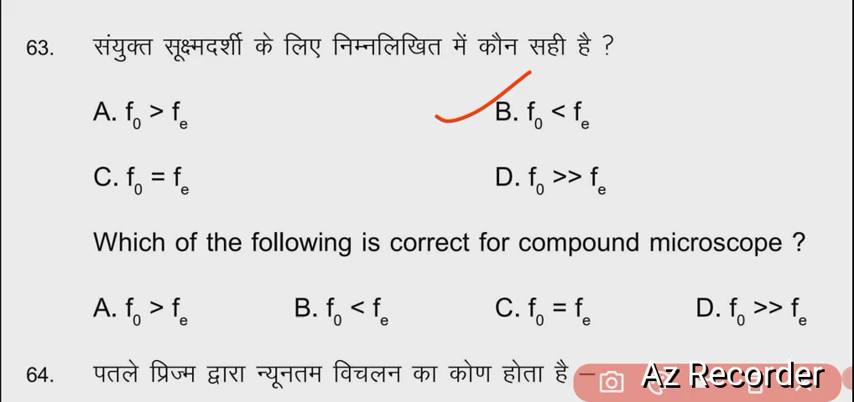 63. संयुक्त सूक्ष्मदर्शी के लिए निम्नलिखित में कौन सही है ?
A. f₀ > fₑ B. f₀ < fₑ
C. f₀ = fₑ D. f₀ >> fₑ
Which of the following is correct for compound microscope ?
A. f₀ > fₑ B. f₀ < fₑ C. f₀ = fₑ D. f₀ >> fₑ
64. पतले प्रिज्म द्वारा न्यूनतम विचलन का कोण होता है –
Az Recorder